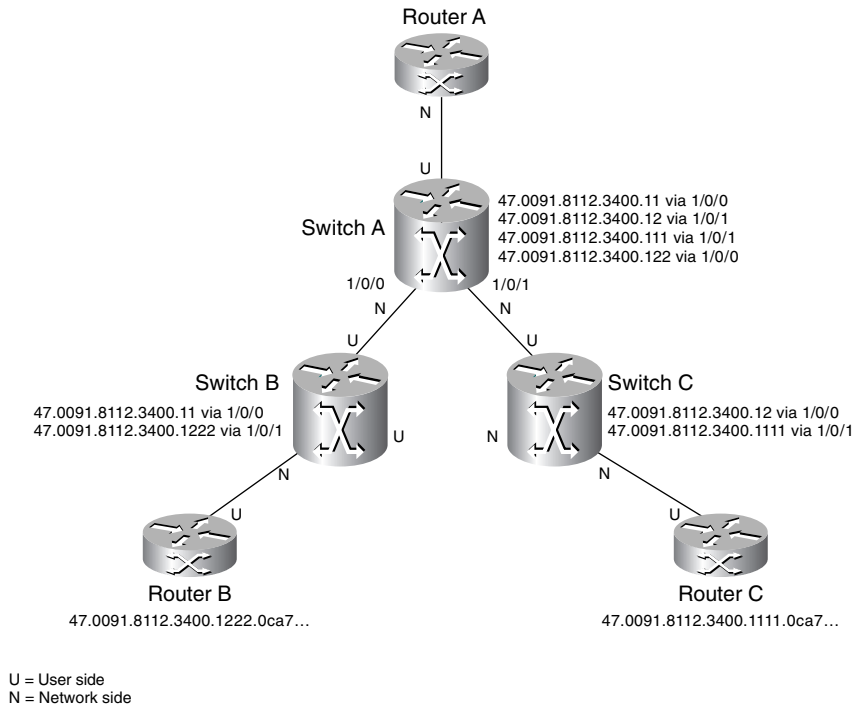 Router A
N
U
Switch A
47.0091.8112.3400.11 via 1/0/0
47.0091.8112.3400.12 via 1/0/1
47.0091.8112.3400.111 via 1/0/1
47.0091.8112.3400.122 via 1/0/0
1/0/0
1/0/1
N
N
U
U
Switch B
Switch C
47.0091.8112.3400.11 via 1/0/0
47.0091.8112.3400.1222 via 1/0/1
U
N
47.0091.8112.3400.12 via 1/0/0
47.0091.8112.3400.1111 via 1/0/1
N
N
U
U
Router B
Router C
47.0091.8112.3400.1222.0ca7…
47.0091.8112.3400.1111.0ca7…
U = User side
N = Network side